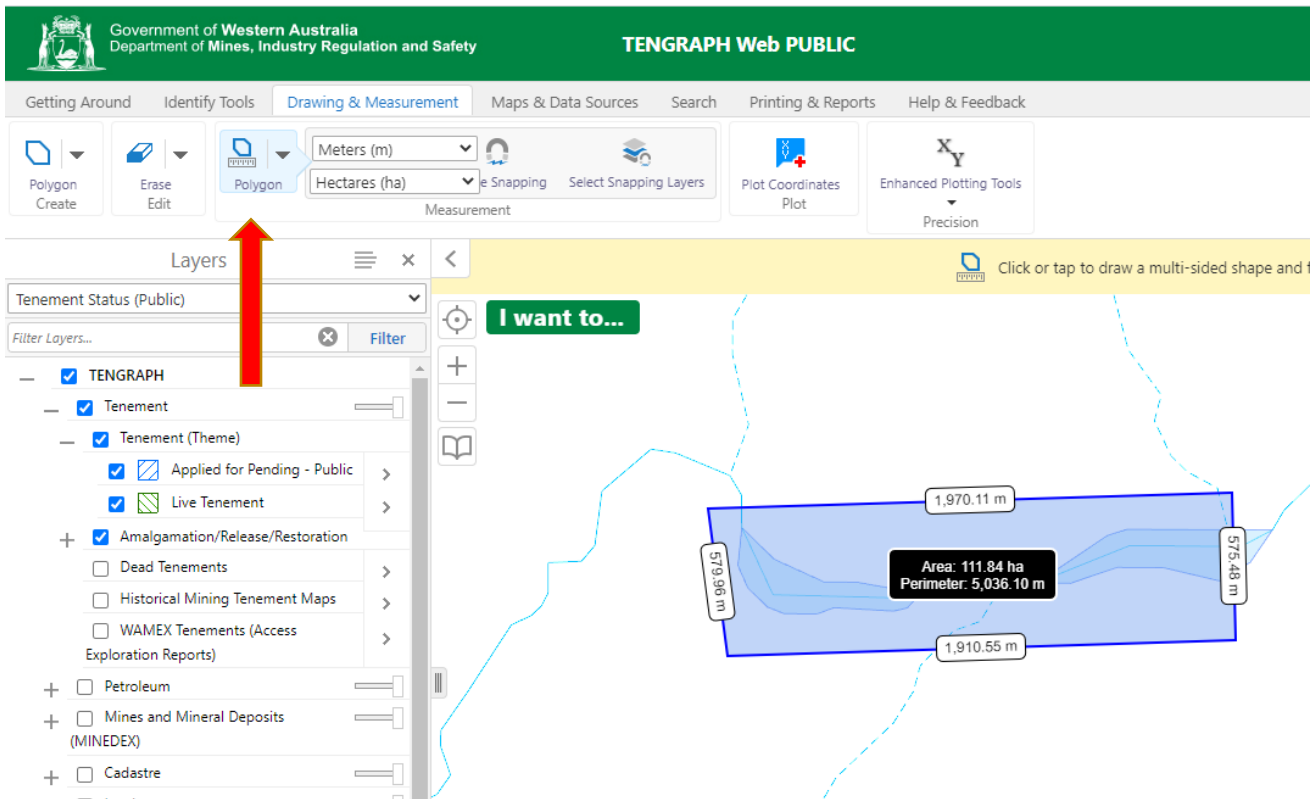 Government of Western Australia
Department of Mines, Industry Regulation and Safety
TENGRAPH Web PUBLIC
Getting Around
Identify Tools
Drawing & Measurement
Maps & Data Sources
Search
Printing & Reports
Help & Feedback
Polygon
Create
Erase
Edit
Polygon
Meters (m)
Hectares (ha)
e Snapping
Select Snapping Layers
Measurement
Plot Coordinates
Plot
X
Y
Enhanced Plotting Tools
Precision
Layers
Click or tap to draw a multi-sided shape and f
Tenement Status (Public)
Filter Layers...
Filter
I want to...
TENGRAPH
Tenement
Tenement (Theme)
Applied for Pending - Public
Live Tenement
Amalgamation/Release/Restoration
Dead Tenements
Historical Mining Tenement Maps
WAMEX Tenements (Access
Exploration Reports)
Petroleum
Mines and Mineral Deposits
(MINEDEX)
Cadastre
1,970.11 m
579.96 m
Area: 111.84 ha
Perimeter: 5,036.10 m
575.48 m
1,910.55 m